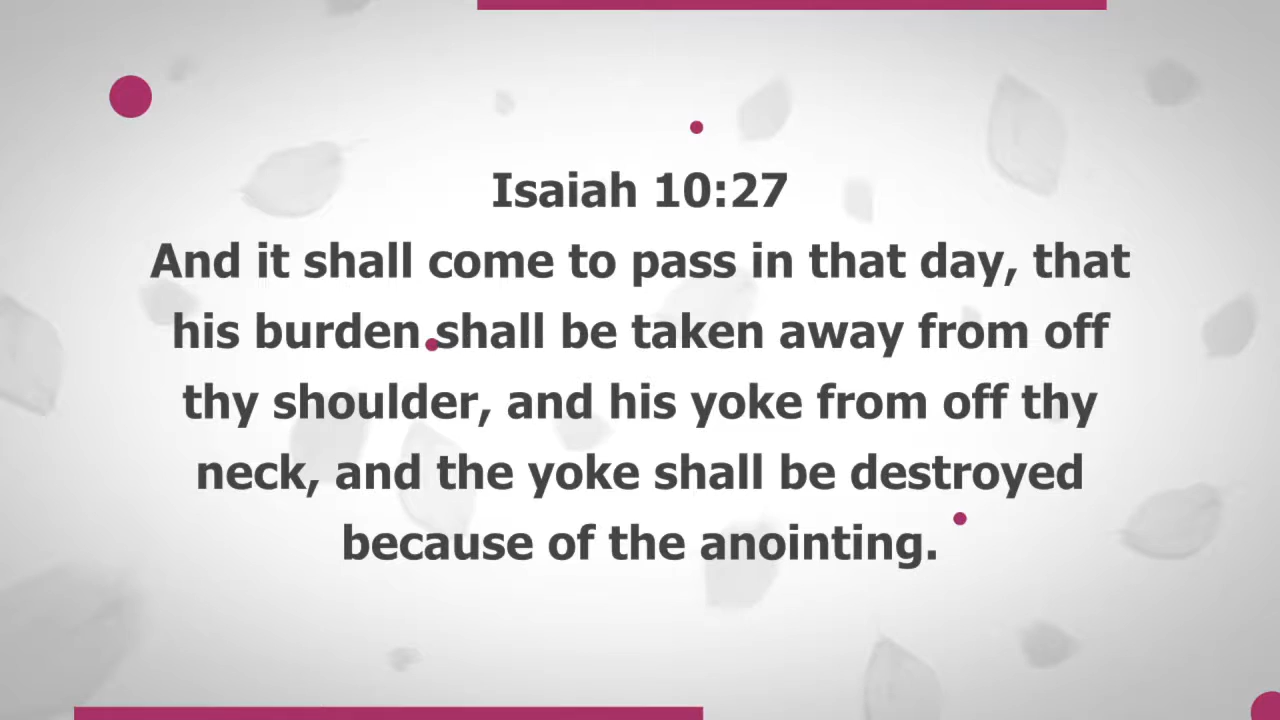 Isaiah 10:27
And it shall come to pass in that day, that
his burden shall be taken away from off
thy shoulder, and his yoke from off thy
neck, and the yoke shall be destroyed
because of the anointing.